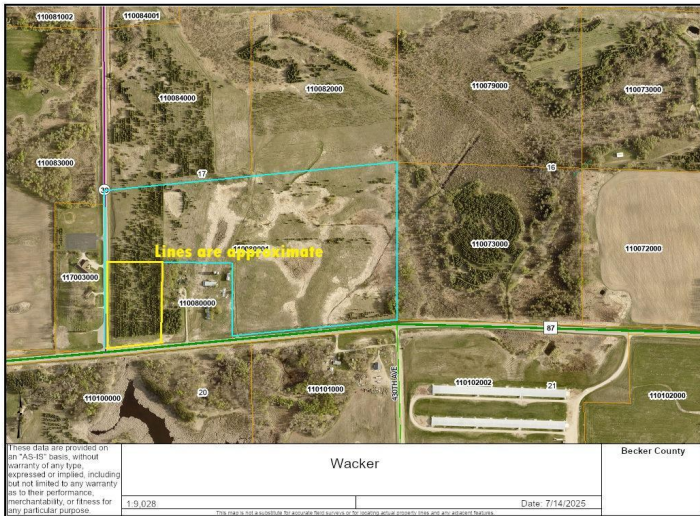 110081002
110084001
110084000
110082000
110079000
110073000
110083000
17
16
39
Lines are approximate
110073000
110072000
117003000
110080000
87
430TH AVE
110100000
20
110101000
110102002
21
110102000
These data are provided on
an "AS-IS" basis, without
warranty of any type,
expressed or implied, including
but not limited to any warranty
as to their performance,
merchantability, or fitness for
any particular purpose.
Wacker
Becker County
1:9,028
Date: 7/14/2025
This map is not a substitute for accurate field surveys or for locating actual property lines and any adjacent features.